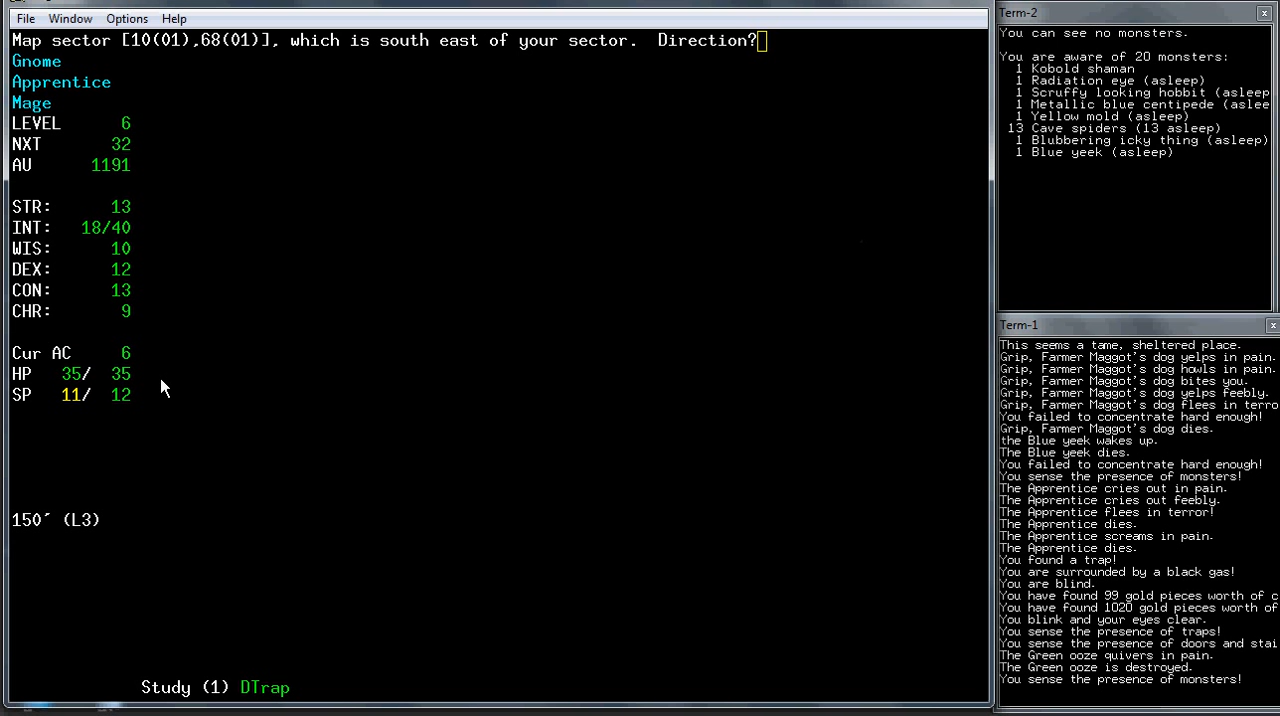 File Window Options Help
Map sector [10(01),68(01)], which is south east of your sector. Direction?
Gnome
Apprentice
Mage
LEVEL 6
NXT 32
AU 1191
STR: 13
INT: 18/40
WIS: 10
DEX: 12
CON: 13
CHR: 9
Cur AC 6
HP 35/ 35
SP 11/ 12
150´ (L3)
Study (1) DTrap
Term-2 x
You can see no monsters.
You are aware of 20 monsters:
1 Kobold shaman
1 Radiation eye (asleep)
1 Scruffy looking hobbit (asleep
1 Metallic blue centipede (aslee
1 Yellow mold (asleep)
13 Cave spiders (13 asleep)
1 Blubbering icky thing (asleep)
1 Blue yeek (asleep)
Term-1 x
This seems a tame, sheltered place.
Grip, Farmer Maggot's dog yelps in pain.
Grip, Farmer Maggot's dog howls in pain.
Grip, Farmer Maggot's dog bites you.
Grip, Farmer Maggot's dog yelps feebly.
Grip, Farmer Maggot's dog flees in terro
You failed to concentrate hard enough!
Grip, Farmer Maggot's dog dies.
the Blue yeek wakes up.
The Blue yeek dies.
You failed to concentrate hard enough!
You sense the presence of monsters!
The Apprentice cries out in pain.
The Apprentice cries out feebly.
The Apprentice flees in terror!
The Apprentice dies.
The Apprentice screams in pain.
The Apprentice dies.
You found a trap!
You are surrounded by a black gas!
You are blind.
You have found 99 gold pieces worth of c
You have found 1020 gold pieces worth of
You blink and your eyes clear.
You sense the presence of traps!
You sense the presence of doors and stai
The Green ooze quivers in pain.
The Green ooze is destroyed.
You sense the presence of monsters!